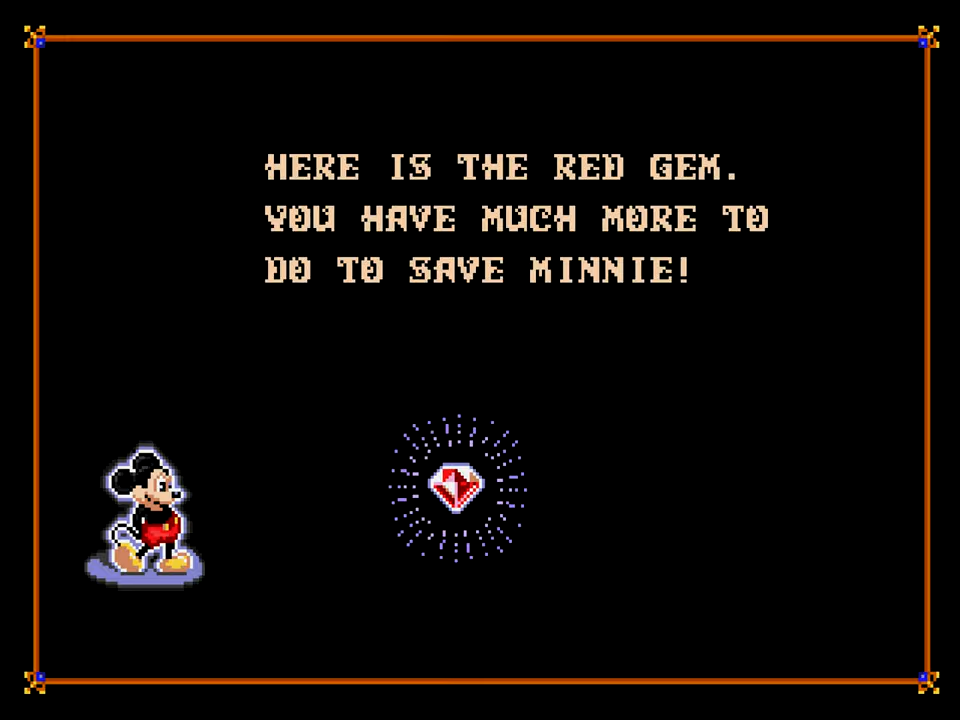 HERE IS THE RED GEM.
YOU HAVE MUCH MORE TO
DO TO SAVE MINNIE!